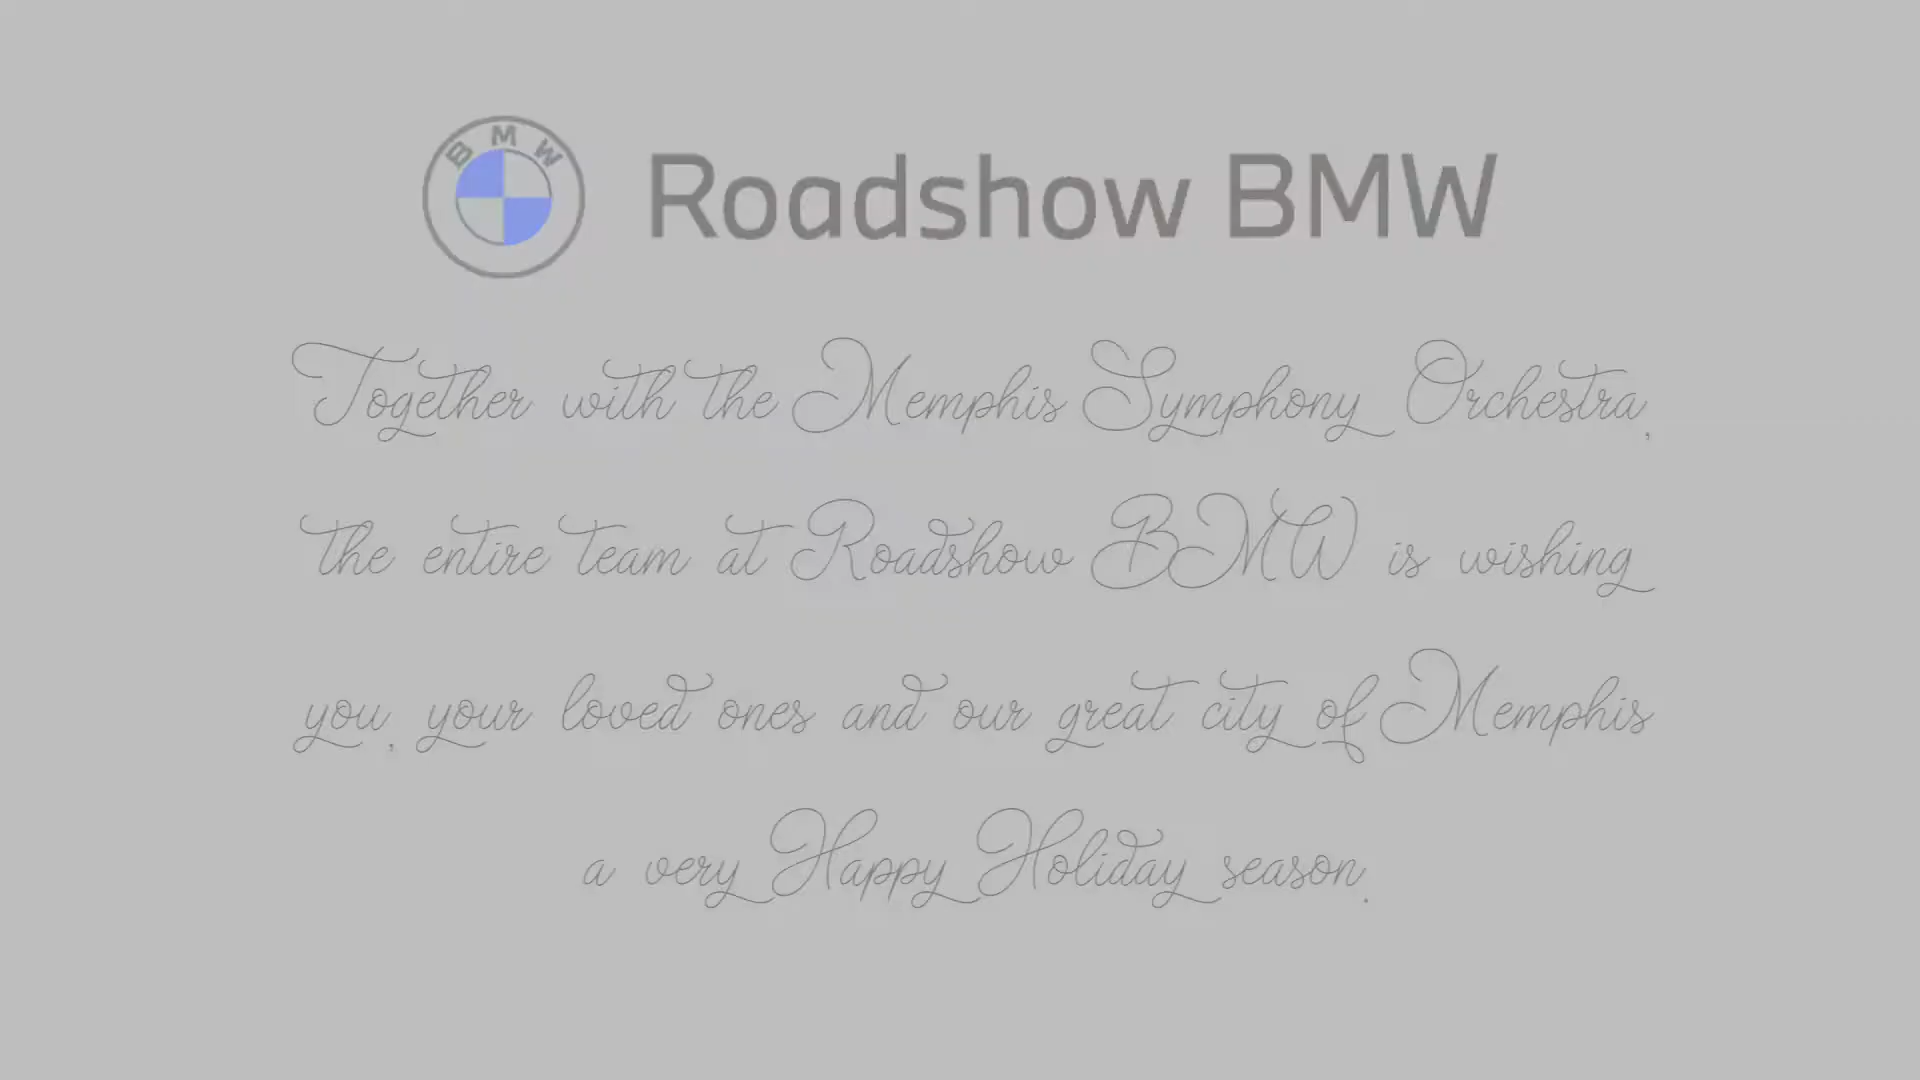 BMW
Roadshow BMW
Together with the Memphis Symphony Orchestra,
the entire team at Roadshow BMW is wishing
you, your loved ones and our great city of Memphis
a very Happy Holiday season.